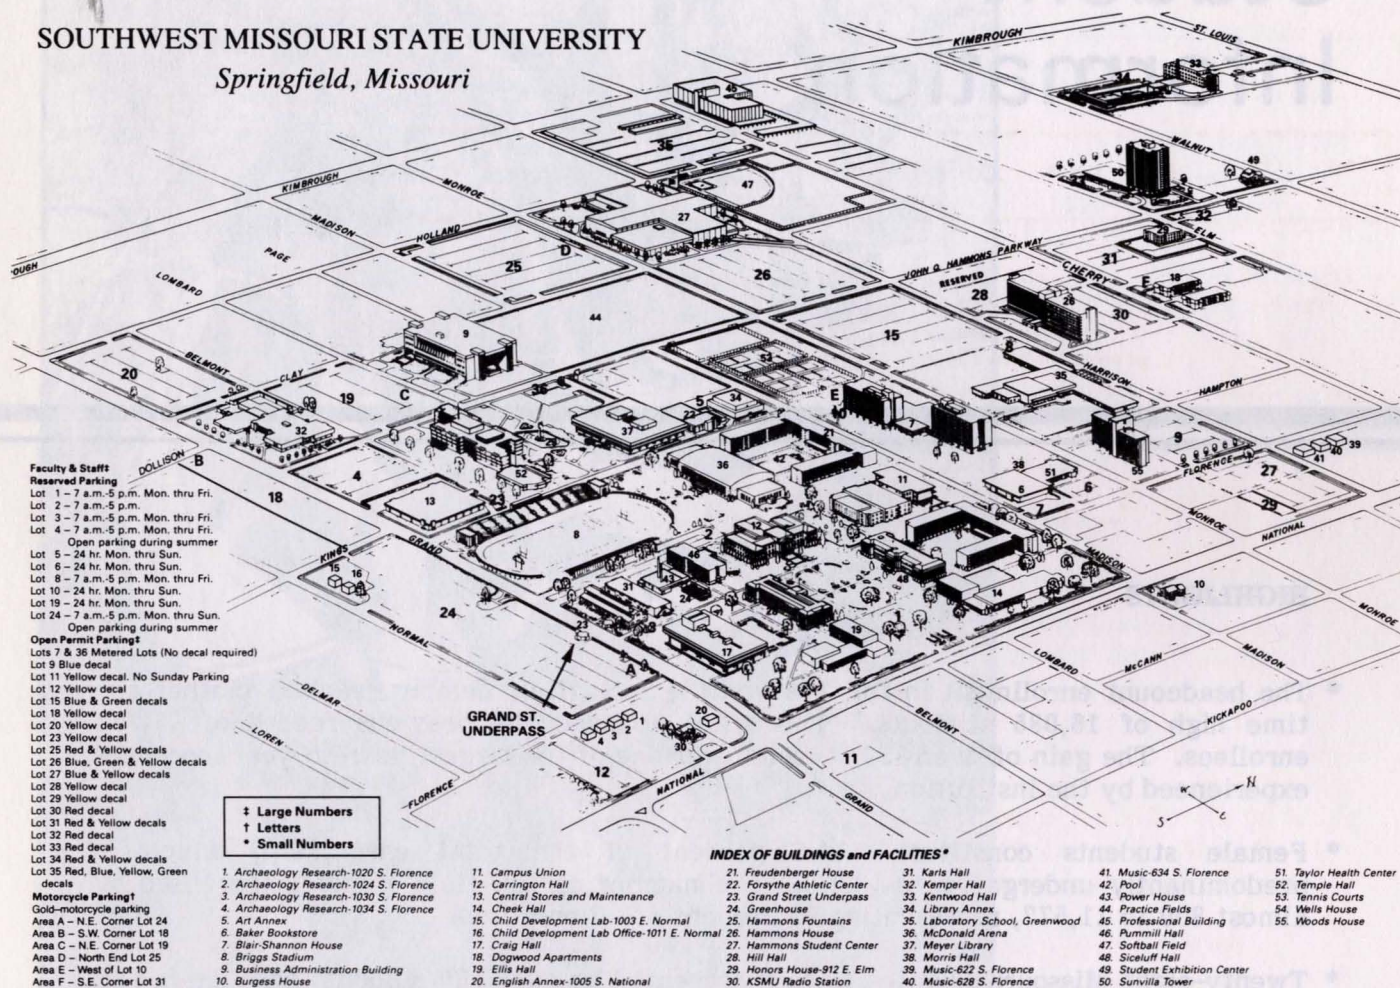 SOUTHWEST MISSOURI STATE UNIVERSITY
Springfield, Missouri
KIMBROUGH
ST. LOUIS
WALNUT
ELM
CHERRY
JOHN Q. HAMMONS PARKWAY
RESERVED
KIMBROUGH
MONROE
MADISON
HOLLAND
PAGE
LOMBARD
OUGH
BELMONT
CLAY
DOLLISON
HARRISON
HAMPTON
FLORENCE
MONROE
NATIONAL
MADISON
KINGS
GRAND
NORMAL
DELMAR
LOREN
FLORENCE
NATIONAL
GRAND
BELMONT
LOMBARD
McCANN
KICKAPOO
MADISON
MONROE
GRAND ST.
UNDERPASS
Faculty & Staff‡
Reserved Parking
Lot 1 – 7 a.m.-5 p.m. Mon. thru Fri.
Lot 2 – 7 a.m.-5 p.m.
Lot 3 – 7 a.m.-5 p.m. Mon. thru Fri.
Lot 4 – 7 a.m.-5 p.m. Mon. thru Fri.
Open parking during summer
Lot 5 – 24 hr. Mon. thru Sun.
Lot 6 – 24 hr. Mon. thru Sun.
Lot 8 – 7 a.m.-5 p.m. Mon. thru Fri.
Lot 10 – 24 hr. Mon. thru Sun.
Lot 19 – 24 hr. Mon. thru Sun.
Lot 24 – 7 a.m.-5 p.m. Mon. thru Sun.
Open parking during summer
Open Permit Parking‡
Lots 7 & 36 Metered Lots (No decal required)
Lot 9 Blue decal
Lot 11 Yellow decal. No Sunday Parking
Lot 12 Yellow decal
Lot 15 Blue & Green decals
Lot 18 Yellow decal
Lot 20 Yellow decal
Lot 23 Yellow decal
Lot 25 Red & Yellow decals
Lot 26 Blue, Green & Yellow decals
Lot 27 Blue & Yellow decals
Lot 28 Yellow decal
Lot 29 Yellow decal
Lot 30 Red decal
Lot 31 Red & Yellow decals
Lot 32 Red decal
Lot 33 Red decal
Lot 34 Red & Yellow decals
Lot 35 Red, Blue, Yellow, Green
decals
Motorcycle Parking†
Gold–motorcycle parking
Area A – N.E. Corner Lot 24
Area B – S.W. Corner Lot 18
Area C – N.E. Corner Lot 19
Area D – North End Lot 25
Area E – West of Lot 10
Area F – S.E. Corner Lot 31
‡ Large Numbers
† Letters
* Small Numbers
INDEX OF BUILDINGS and FACILITIES*
1. Archaeology Research-1020 S. Florence
2. Archaeology Research-1024 S. Florence
3. Archaeology Research-1030 S. Florence
4. Archaeology Research-1034 S. Florence
5. Art Annex
6. Baker Bookstore
7. Blair-Shannon House
8. Briggs Stadium
9. Business Administration Building
10. Burgess House
11. Campus Union
12. Carrington Hall
13. Central Stores and Maintenance
14. Cheek Hall
15. Child Development Lab-1003 E. Normal
16. Child Development Lab Office-1011 E. Normal
17. Craig Hall
18. Dogwood Apartments
19. Ellis Hall
20. English Annex-1005 S. National
21. Freudenberger House
22. Forsythe Athletic Center
23. Grand Street Underpass
24. Greenhouse
25. Hammons Fountains
26. Hammons House
27. Hammons Student Center
28. Hill Hall
29. Honors House-912 E. Elm
30. KSMU Radio Station
31. Karls Hall
32. Kemper Hall
33. Kentwood Hall
34. Library Annex
35. Laboratory School, Greenwood
36. McDonald Arena
37. Meyer Library
38. Morris Hall
39. Music-622 S. Florence
40. Music-628 S. Florence
41. Music-634 S. Florence
42. Pool
43. Power House
44. Practice Fields
45. Professional Building
46. Pummill Hall
47. Softball Field
48. Siceluff Hall
49. Student Exhibition Center
50. Sunvilla Tower
51. Taylor Health Center
52. Temple Hall
53. Tennis Courts
54. Wells House
55. Woods House